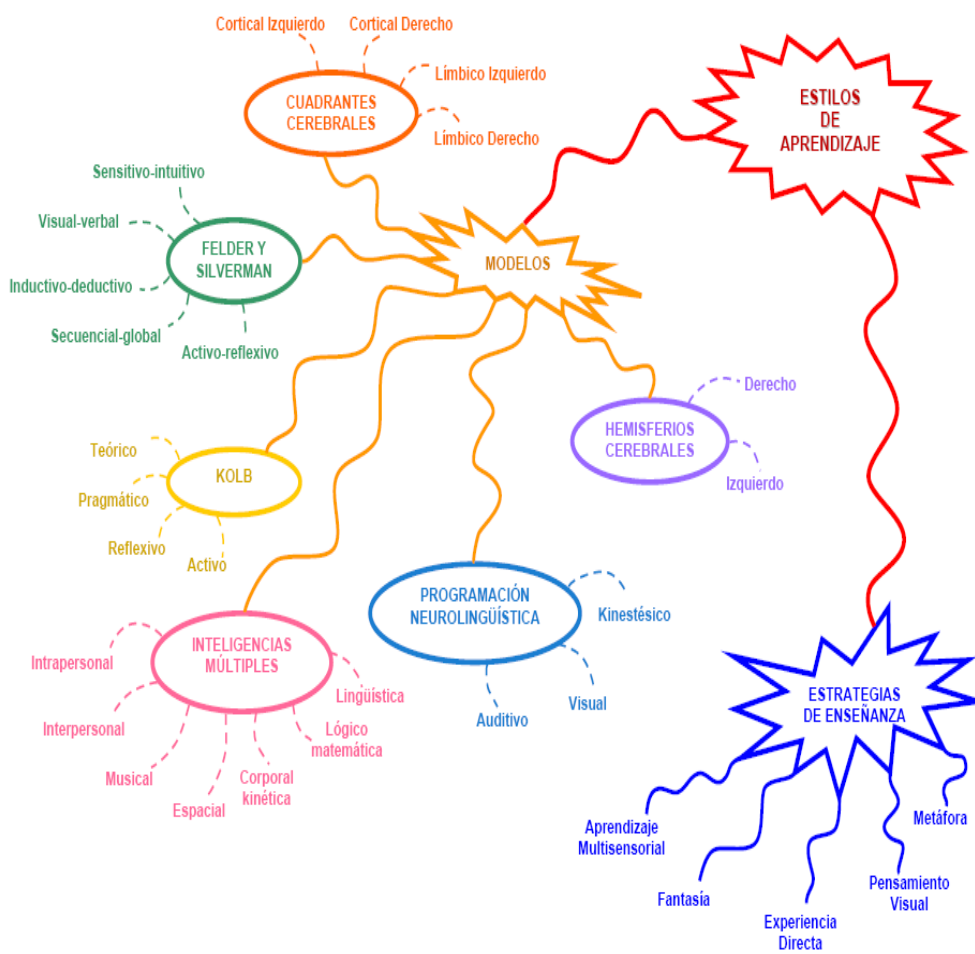 Cortical Izquierdo
Cortical Derecho
CUADRANTES
CEREBRALES
Límbico Izquierdo
Límbico Derecho
ESTILOS
DE
APRENDIZAJE
Sensitivo-intuitivo
Visual-verbal
FELDER Y
SILVERMAN
Inductivo-deductivo
Secuencial-global
Activo-reflexivo
MODELOS
Derecho
HEMISFERIOS
CEREBRALES
Izquierdo
Teórico
KOLB
Pragmático
Reflexivo
Activo
PROGRAMACIÓN
NEUROLINGÜÍSTICA
Kinestésico
Visual
Auditivo
INTELIGENCIAS
MÚLTIPLES
Intrapersonal
Interpersonal
Musical
Espacial
Corporal
kinética
Lógico
matemática
Lingüística
ESTRATEGIAS
DE ENSEÑANZA
Aprendizaje
Multisensorial
Fantasía
Experiencia
Directa
Pensamiento
Visual
Metáfora